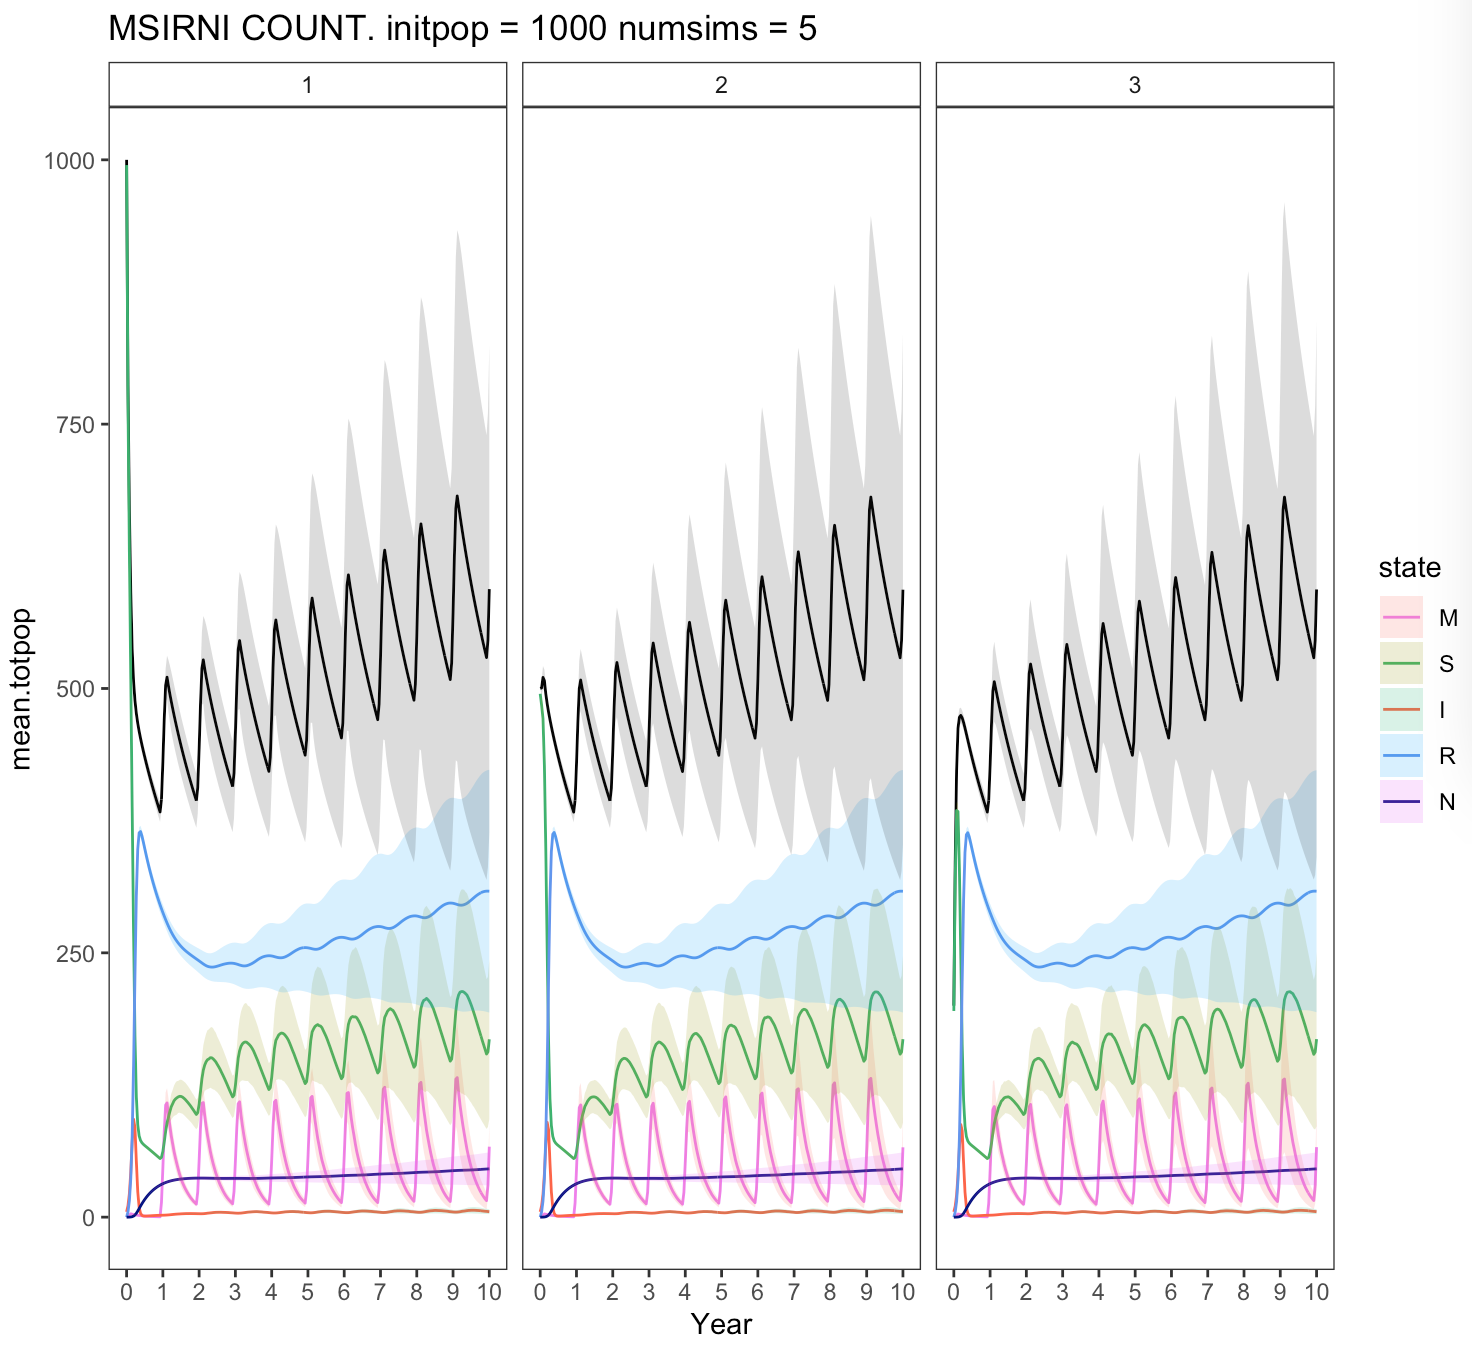 MSIRNI COUNT. initpop = 1000 numsims = 5
1 2 3
1000
750
500
250
0
mean.totpop
0 1 2 3 4 5 6 7 8 9 10 0 1 2 3 4 5 6 7 8 9 10 0 1 2 3 4 5 6 7 8 9 10
Year
state
M
S
I
R
N